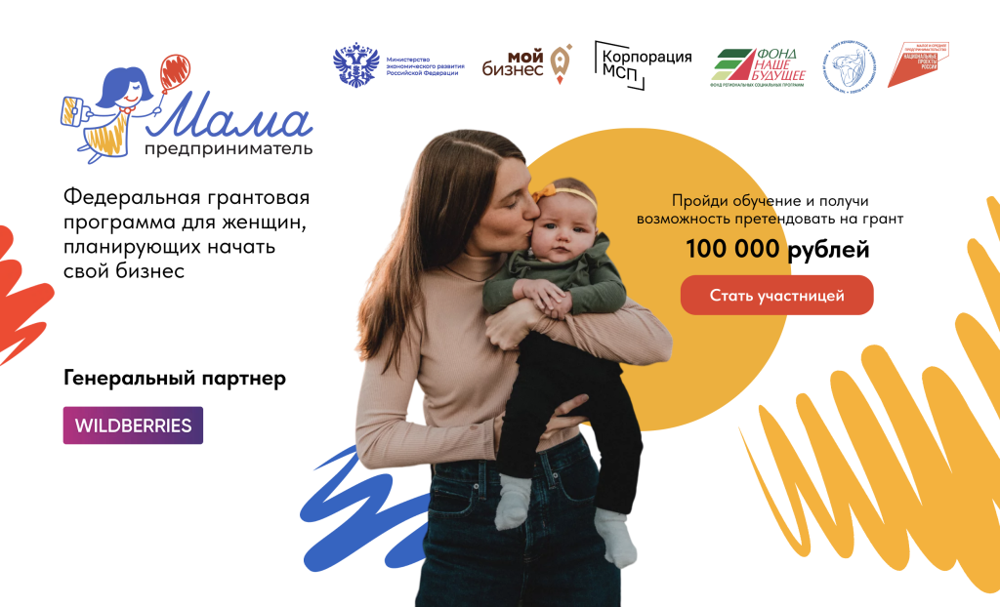 Министерство
экономического развития
Российской Федерации
мой
бизнес
Корпорация
МСП
ФОНД
НАШЕ
БУДУЩЕЕ
ФОНД РЕГИОНАЛЬНЫХ СОЦИАЛЬНЫХ ПРОГРАММ
МАЛОЕ И СРЕДНЕЕ
ПРЕДПРИНИМАТЕЛЬСТВО
НАЦИОНАЛЬНЫЕ
ПРОЕКТЫ
РОССИИ
Мама
предприниматель
Федеральная грантовая
программа для женщин,
планирующих начать
свой бизнес
Пройди обучение и получи
возможность претендовать на грант
100 000 рублей
Стать участницей
Генеральный партнер
WILDBERRIES